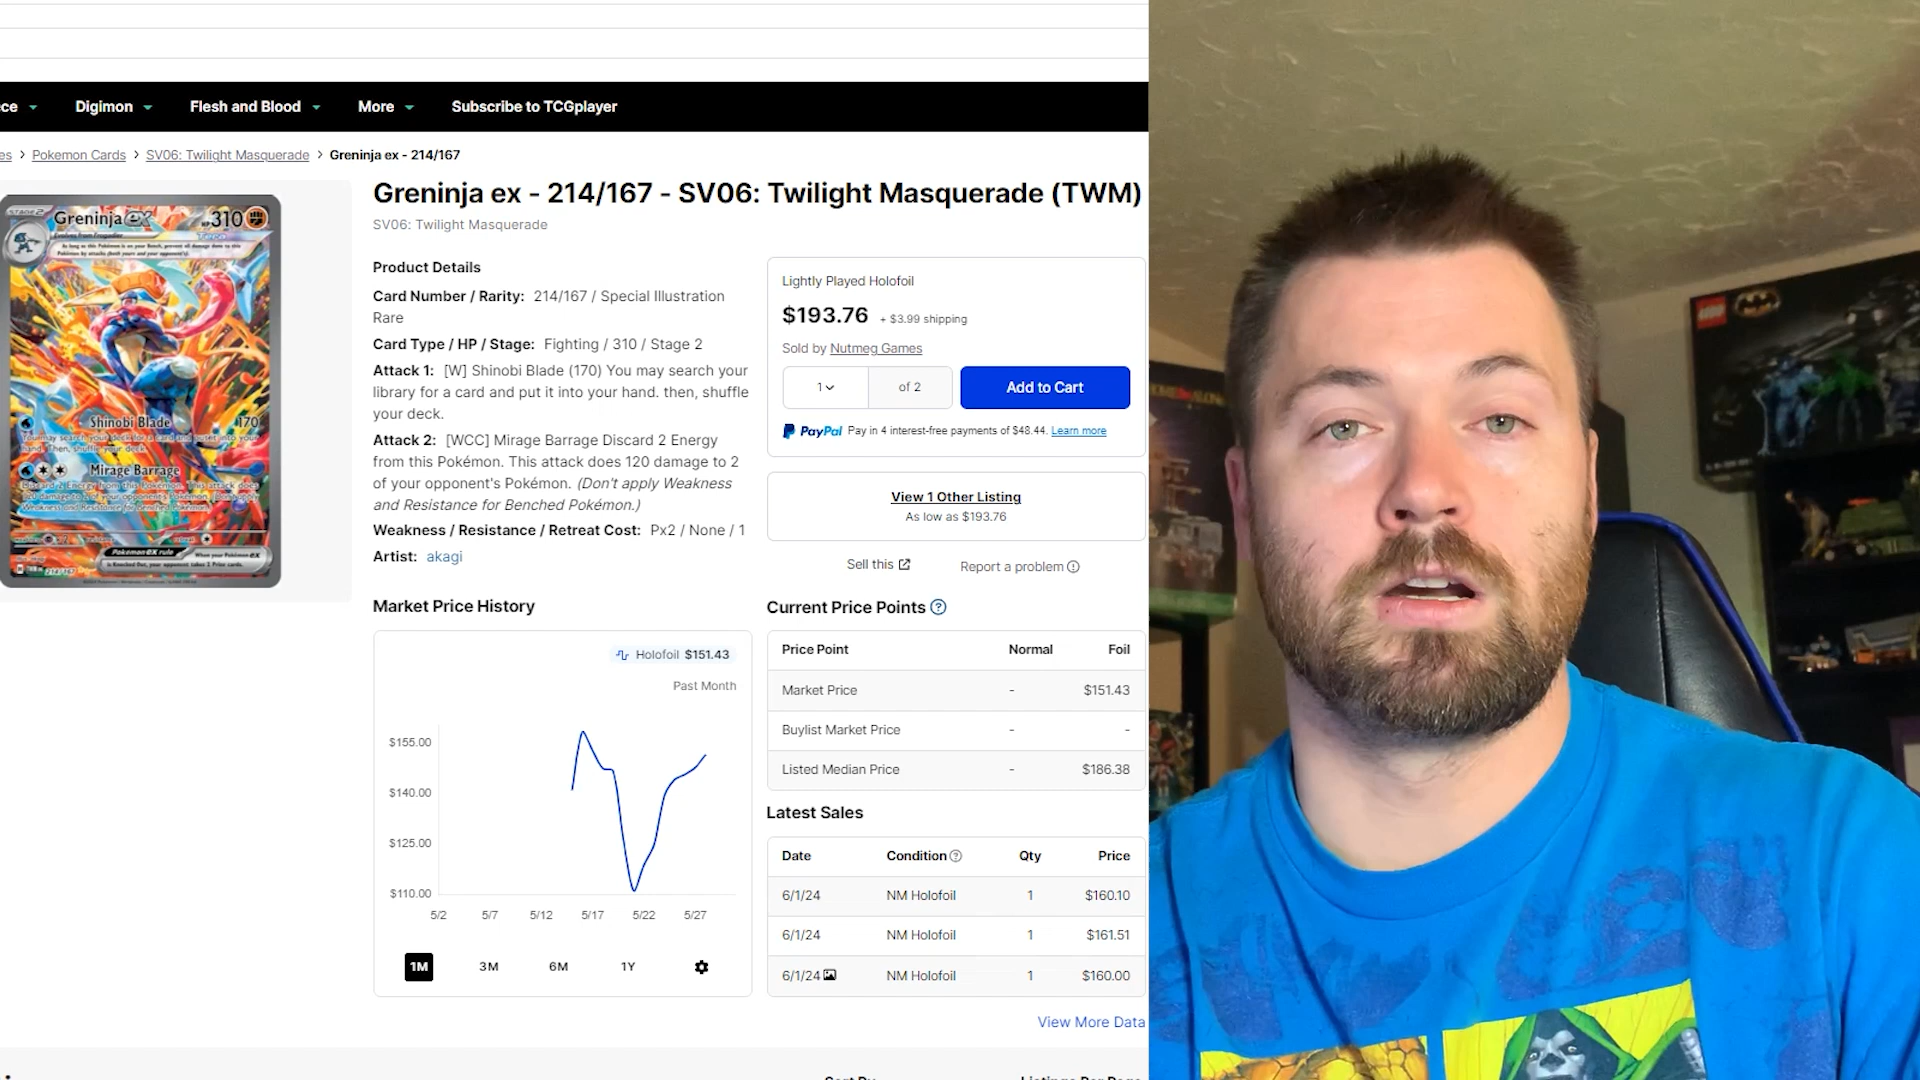 ce
Digimon
Flesh and Blood
More
Subscribe to TCGplayer
es > Pokemon Cards > SV06: Twilight Masquerade > Greninja ex - 214/167
Greninja ex - 214/167 - SV06: Twilight Masquerade (TWM)
SV06: Twilight Masquerade
STAGE 2
Greninja ex
HP 310
Tera
Shinobi Blade 170
Mirage Barrage
Pokémon ex rule
214/167
Product Details
Card Number / Rarity: 214/167 / Special Illustration
Rare
Card Type / HP / Stage: Fighting / 310 / Stage 2
Attack 1: [W] Shinobi Blade (170) You may search your
library for a card and put it into your hand. then, shuffle
your deck.
Attack 2: [WCC] Mirage Barrage Discard 2 Energy
from this Pokémon. This attack does 120 damage to 2
of your opponent's Pokémon. (Don't apply Weakness
and Resistance for Benched Pokémon.)
Weakness / Resistance / Retreat Cost: Px2 / None / 1
Artist: akagi
Lightly Played Holofoil
$193.76 + $3.99 shipping
Sold by Nutmeg Games
1 of 2
Add to Cart
PayPal Pay in 4 interest-free payments of $48.44. Learn more
View 1 Other Listing
As low as $193.76
Sell this
Report a problem
Market Price History
Holofoil $151.43
Past Month
$155.00
$140.00
$125.00
$110.00
5/2 5/7 5/12 5/17 5/22 5/27
1M 3M 6M 1Y
Current Price Points
Price Point Normal Foil
Market Price - $151.43
Buylist Market Price - -
Listed Median Price - $186.38
Latest Sales
Date Condition Qty Price
6/1/24 NM Holofoil 1 $160.10
6/1/24 NM Holofoil 1 $161.51
6/1/24 NM Holofoil 1 $160.00
View More Data
LEGO